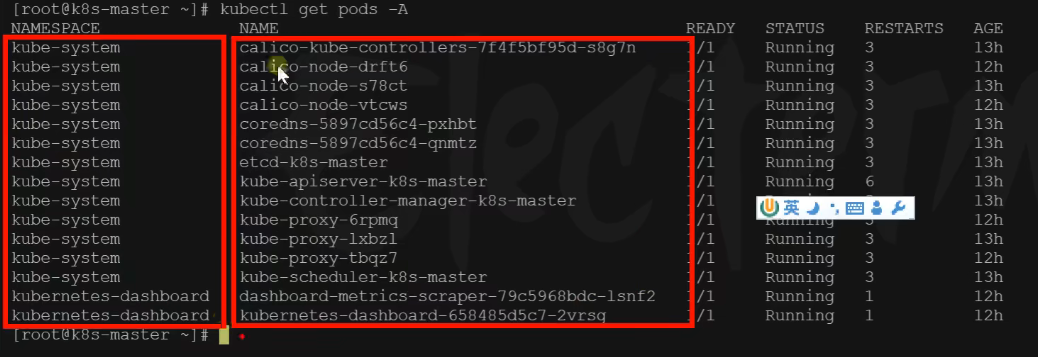 [root@k8s-master ~]# kubectl get pods -A
NAMESPACE NAME READY STATUS RESTARTS AGE
kube-system calico-kube-controllers-7f4f5bf95d-s8g7n 1/1 Running 3 13h
kube-system calico-node-drft6 1/1 Running 3 12h
kube-system calico-node-s78ct 1/1 Running 3 13h
kube-system calico-node-vtcws 1/1 Running 3 12h
kube-system coredns-5897cd56c4-pxhbt 1/1 Running 3 13h
kube-system coredns-5897cd56c4-qnmtz 1/1 Running 3 13h
kube-system etcd-k8s-master 1/1 Running 3 13h
kube-system kube-apiserver-k8s-master 1/1 Running 6 13h
kube-system kube-controller-manager-k8s-master 1/1 13h
英
kube-system kube-proxy-6rpmq 1/1 Running 3 12h
kube-system kube-proxy-lxbzl 1/1 Running 3 13h
kube-system kube-proxy-tbqz7 1/1 Running 3 12h
kube-system kube-scheduler-k8s-master 1/1 Running 3 13h
kubernetes-dashboard dashboard-metrics-scraper-79c5968bdc-lsnf2 1/1 Running 1 12h
kubernetes-dashboard kubernetes-dashboard-658485d5c7-2vrsq 1/1 Running 1 12h
[root@k8s-master ~]#